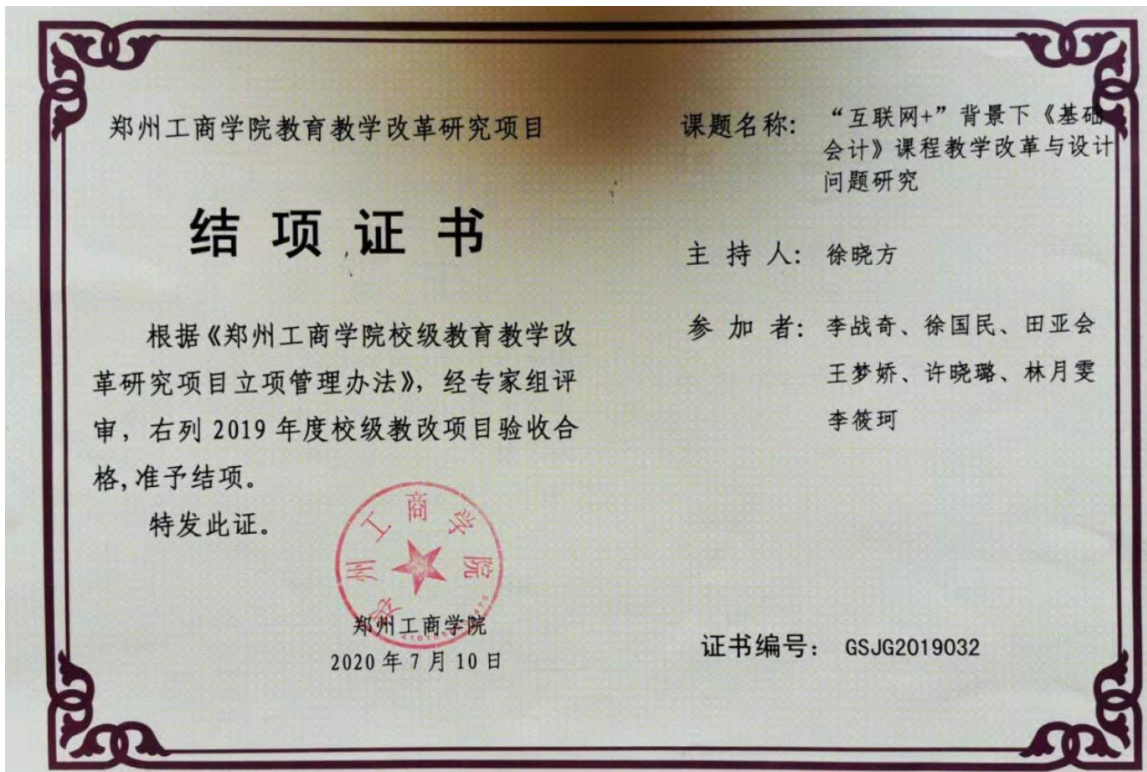 郑州工商学院教育教学改革研究项目
结项证书
根据《郑州工商学院校级教育教学改
革研究项目立项管理办法》，经专家组评
审，右列 2019 年度校级教改项目验收合
格,准予结项。
特发此证。
郑州工商学院
郑州工商学院
2020 年 7 月 10 日
课题名称： “互联网+”背景下《基础
会计》课程教学改革与设计
问题研究
主 持 人： 徐晓方
参 加 者： 李战奇、徐国民、田亚会
王梦娇、许晓璐、林月雯
李筱珂
证书编号： GSJG2019032